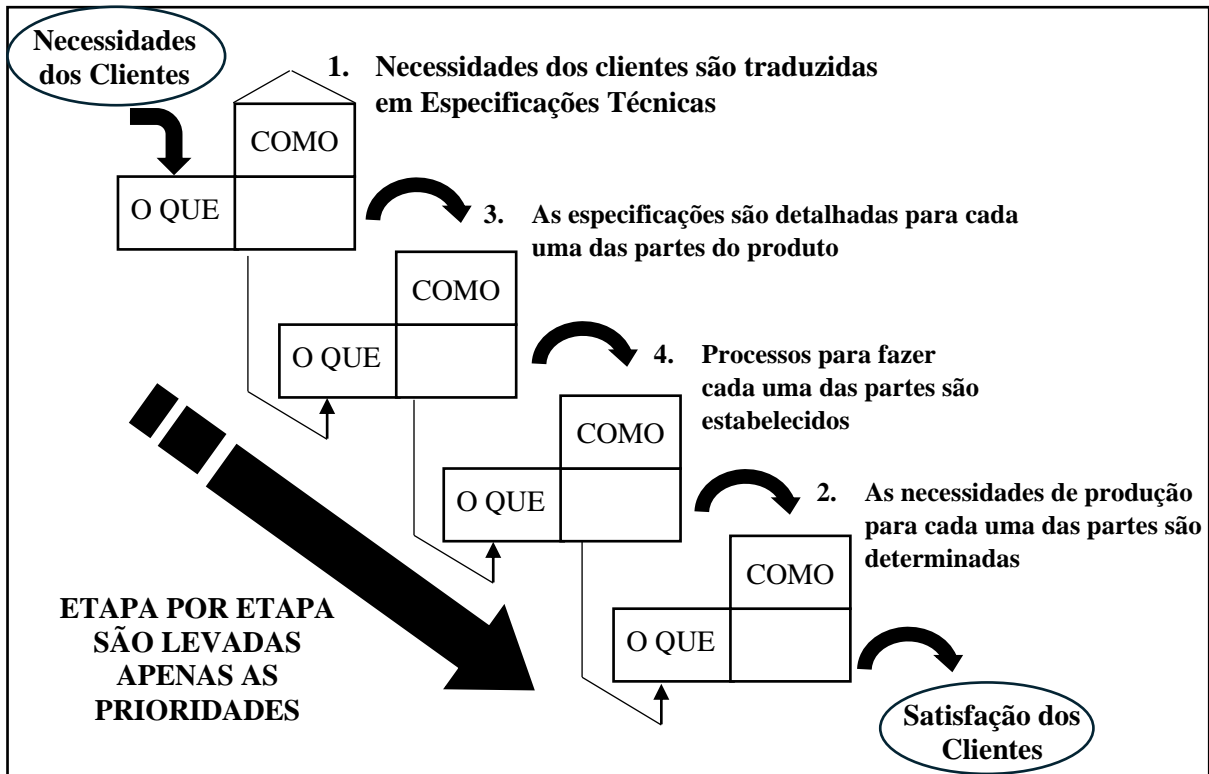 Necessidades
dos Clientes
1. Necessidades dos clientes são traduzidas
em Especificações Técnicas
COMO
O QUE
3. As especificações são detalhadas para cada
uma das partes do produto
COMO
O QUE
4. Processos para fazer
cada uma das partes são
estabelecidos
COMO
O QUE
2. As necessidades de produção
para cada uma das partes são
determinadas
COMO
O QUE
ETAPA POR ETAPA
SÃO LEVADAS
APENAS AS
PRIORIDADES
Satisfação dos
Clientes